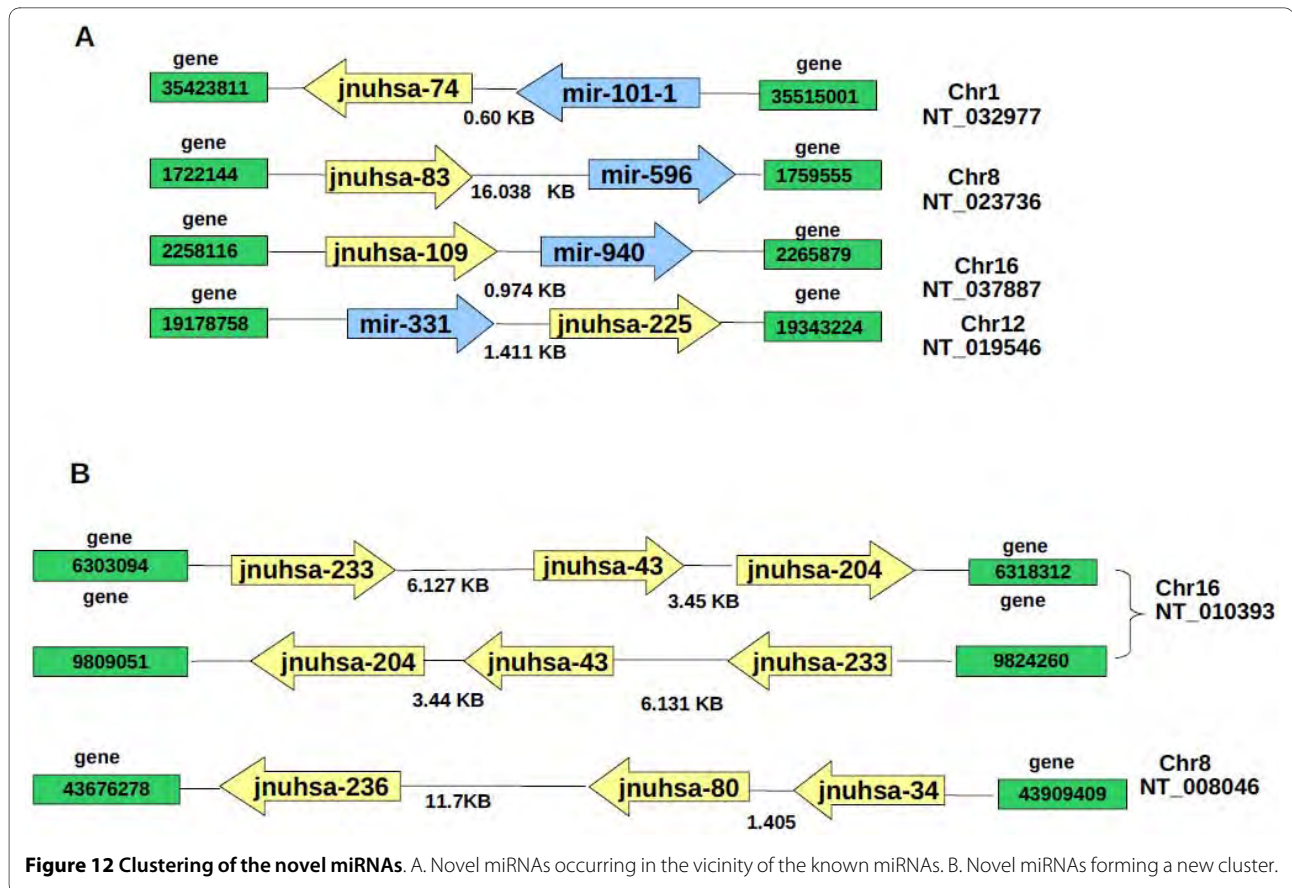 A
gene
gene
35423811 jnuhsa-74 mir-101-1 35515001
0.60 KB
Chr1
NT_032977
gene
gene
1722144 jnuhsa-83 mir-596 1759555
16.038 KB
Chr8
NT_023736
gene
gene
2258116 jnuhsa-109 mir-940 2265879
0.974 KB
Chr16
NT_037887
gene
gene
19178758 mir-331 jnuhsa-225 19343224
1.411 KB
Chr12
NT_019546
B
gene
gene
6303094 jnuhsa-233 jnuhsa-43 jnuhsa-204 6318312
6.127 KB 3.45 KB
Chr16
NT_010393
gene
gene
9809051 jnuhsa-204 jnuhsa-43 jnuhsa-233 9824260
3.44 KB 6.131 KB
gene
gene
43676278 jnuhsa-236 jnuhsa-80 jnuhsa-34 43909409
11.7KB 1.405
Chr8
NT_008046
Figure 12 Clustering of the novel miRNAs. A. Novel miRNAs occurring in the vicinity of the known miRNAs. B. Novel miRNAs forming a new cluster.